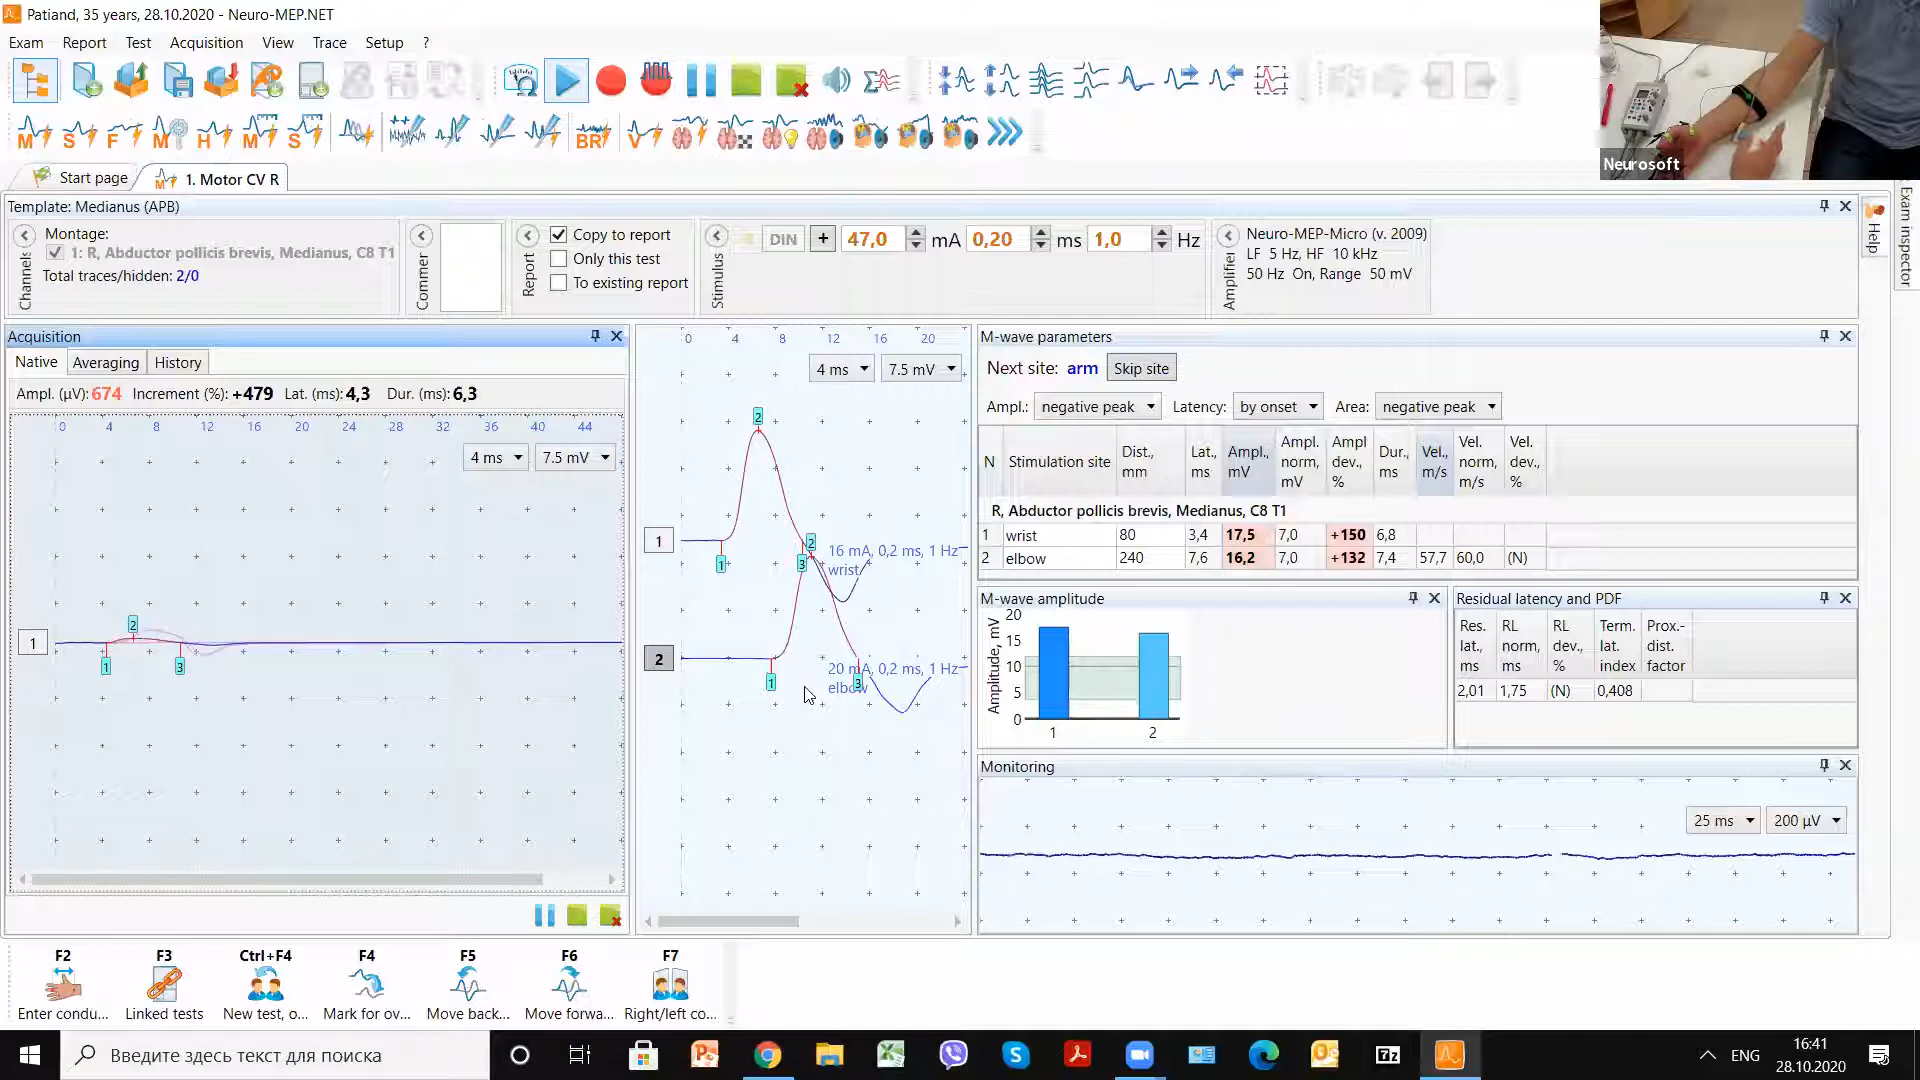 Patiand, 35 years, 28.10.2020 - Neuro-MEP.NET
Exam Report Test Acquisition View Trace Setup ?
Neurosoft
Start page
1. Motor CV R
Template: Medianus (APB)
Channels
Montage:
1: R, Abductor pollicis brevis, Medianus, C8 T1
Total traces/hidden: 2/0
Commer
Report
Copy to report
Only this test
To existing report
Stimulus
DIN + 47,0 mA 0,20 ms 1,0 Hz
Amplifier
Neuro-MEP-Micro (v. 2009)
LF 5 Hz, HF 10 kHz
50 Hz On, Range 50 mV
Help
Exam inspector
Acquisition
Native Averaging History
Ampl. (µV): 674 Increment (%): +479 Lat. (ms): 4,3 Dur. (ms): 6,3
0 4 8 12 16 20 24 28 32 36 40 44
4 ms 7.5 mV
1
2
1
3
0 4 8 12 16 20
4 ms 7.5 mV
2
1
1
3
16 mA, 0,2 ms, 1 Hz
wrist
2
2
1
3
20 mA, 0,2 ms, 1 Hz
elbow
M-wave parameters
Next site: arm Skip site
Ampl.: negative peak Latency: by onset Area: negative peak
N Stimulation site Dist., mm Lat., ms Ampl., mV Ampl. norm, mV Ampl dev., % Dur., ms Vel., m/s Vel. norm, m/s Vel. dev., %
R, Abductor pollicis brevis, Medianus, C8 T1
1 wrist 80 3,4 17,5 7,0 +150 6,8
2 elbow 240 7,6 16,2 7,0 +132 7,4 57,7 60,0 (N)
M-wave amplitude
Amplitude, mV
20
15
10
5
0
1 2
Residual latency and PDF
Res. lat., ms RL norm, ms RL dev., % Term. lat. index Prox.- dist. factor
2,01 1,75 (N) 0,408
Monitoring
25 ms 200 µV
F2 F3 Ctrl+F4 F4 F5 F6 F7
Enter condu... Linked tests New test, o... Mark for ov... Move back... Move forwa... Right/left co...
Введите здесь текст для поиска
ENG
16:41
28.10.2020